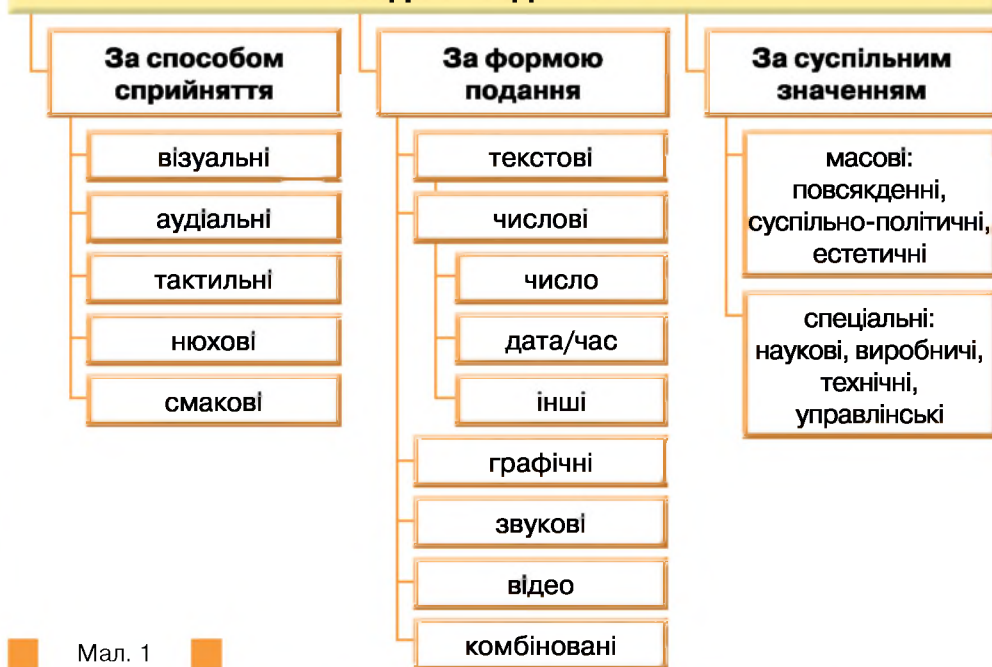 За способом
сприйняття
візуальні
аудіальні
тактильні
нюхові
смакові
За формою
подання
текстові
числові
число
дата/час
інші
графічні
звукові
відео
комбіновані
За суспільним
значенням
масові:
повсякденні,
суспільно-політичні,
естетичні
спеціальні:
наукові, виробничі,
технічні,
управлінські
Мал. 1